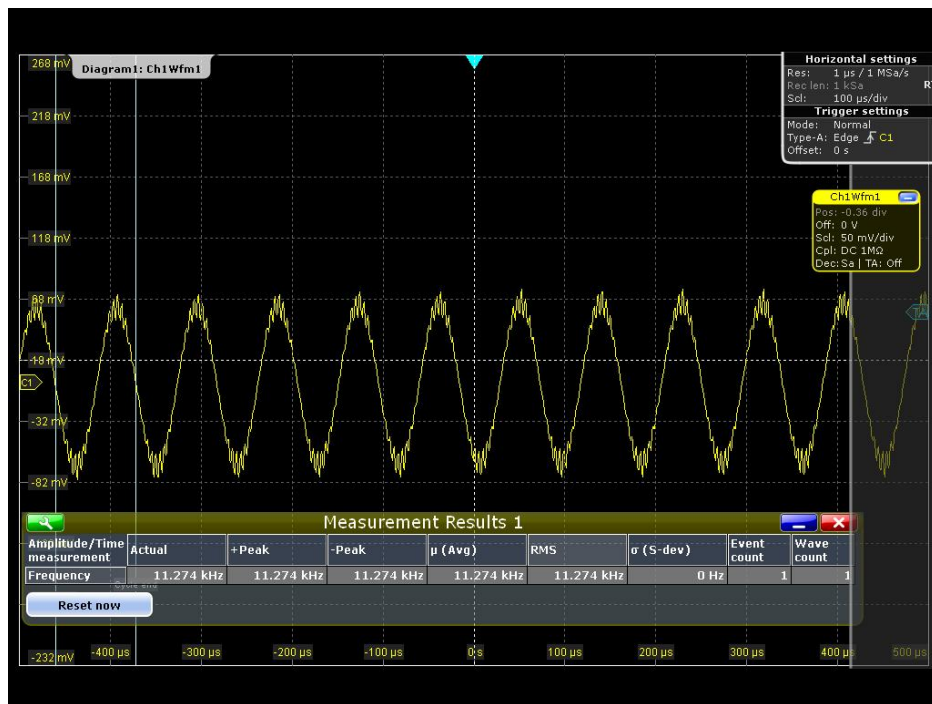 268 mV
Diagram1: Ch1Wfm1
Horizontal settings
Res: 1 µs / 1 MSa/s
Rec len: 1 kSa
Scl: 100 µs/div
Trigger settings
Mode: Normal
Type-A: Edge C1
Offset: 0 s
218 mV
168 mV
118 mV
Ch1Wfm1
Pos: -0.36 div
Off: 0 V
Scl: 50 mV/div
Cpl: DC 1MΩ
Dec: Sa | TA: Off
68 mV
TA
18 mV
C1
-32 mV
-82 mV
Measurement Results 1
Amplitude/Time measurement Actual +Peak -Peak µ (Avg) RMS σ (S-dev) Event count Wave count
Frequency 11.274 kHz 11.274 kHz 11.274 kHz 11.274 kHz 11.274 kHz 0 Hz 1 1
Reset now
-232 mV -400 µs -300 µs -200 µs -100 µs 0 s 100 µs 200 µs 300 µs 400 µs 500 µs